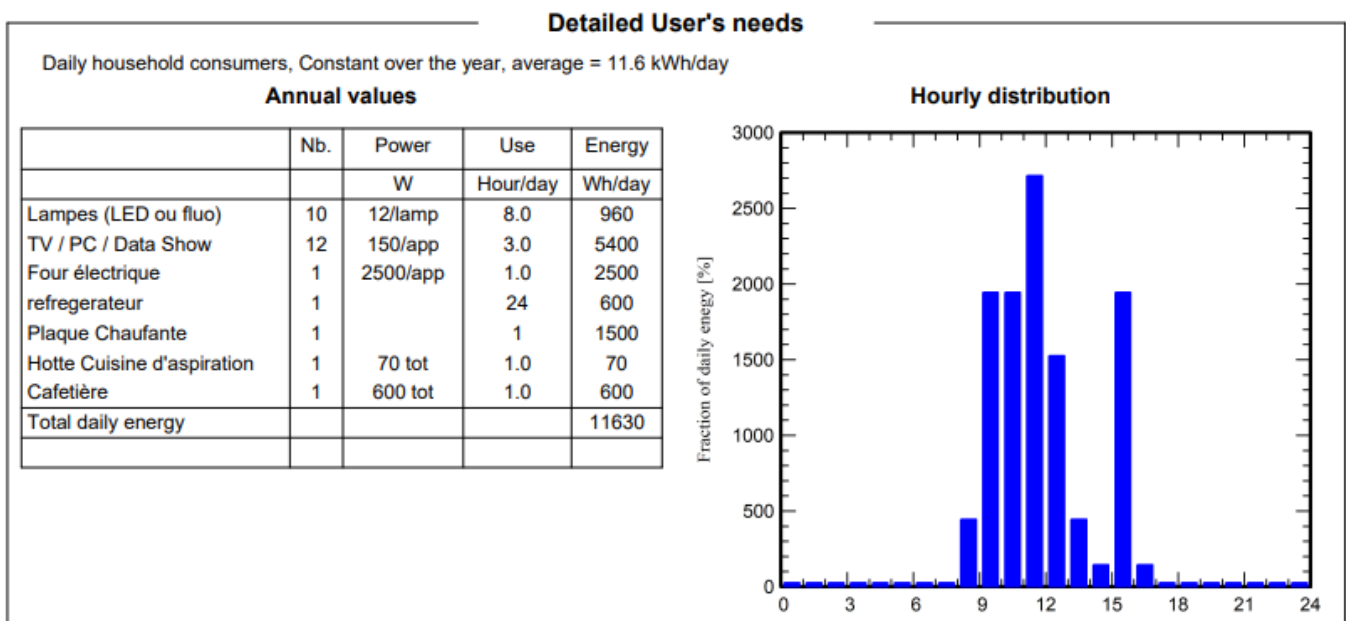 Detailed User's needs
Daily household consumers, Constant over the year, average = 11.6 kWh/day
Annual values
Nb. Power Use Energy
W Hour/day Wh/day
Lampes (LED ou fluo) 10 12/lamp 8.0 960
TV / PC / Data Show 12 150/app 3.0 5400
Four électrique 1 2500/app 1.0 2500
refregerateur 1 24 600
Plaque Chaufante 1 1 1500
Hotte Cuisine d'aspiration 1 70 tot 1.0 70
Cafetière 1 600 tot 1.0 600
Total daily energy 11630
Hourly distribution
Fraction of daily enegy [%]
3000
2500
2000
1500
1000
500
0
0 3 6 9 12 15 18 21 24